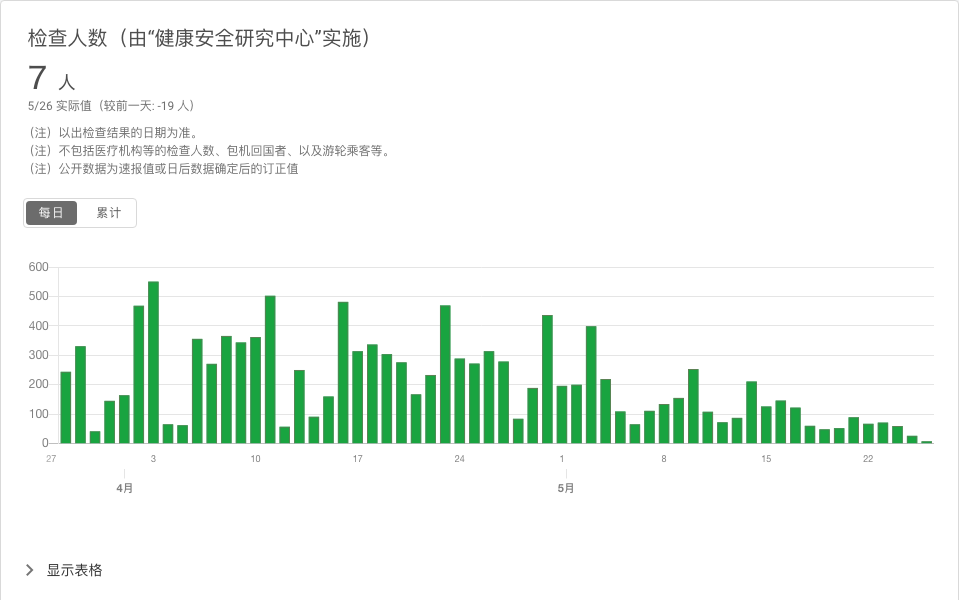 检查人数（由“健康安全研究中心”实施）
7 人
5/26 实际值（较前一天: -19 人）
（注）以出检查结果的日期为准。
（注）不包括医疗机构等的检查人数、包机回国者、以及游轮乘客等。
（注）公开数据为速报值或日后数据确定后的订正值
每日 累计
600
500
400
300
200
100
0
27 3 10 17 24 1 8 15 22
4月 5月
显示表格